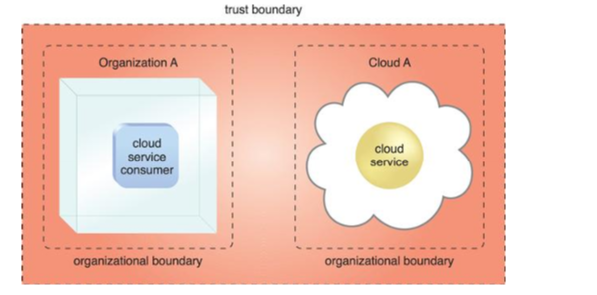 trust boundary
Organization A
Cloud A
cloud
service
consumer
cloud
service
organizational boundary
organizational boundary